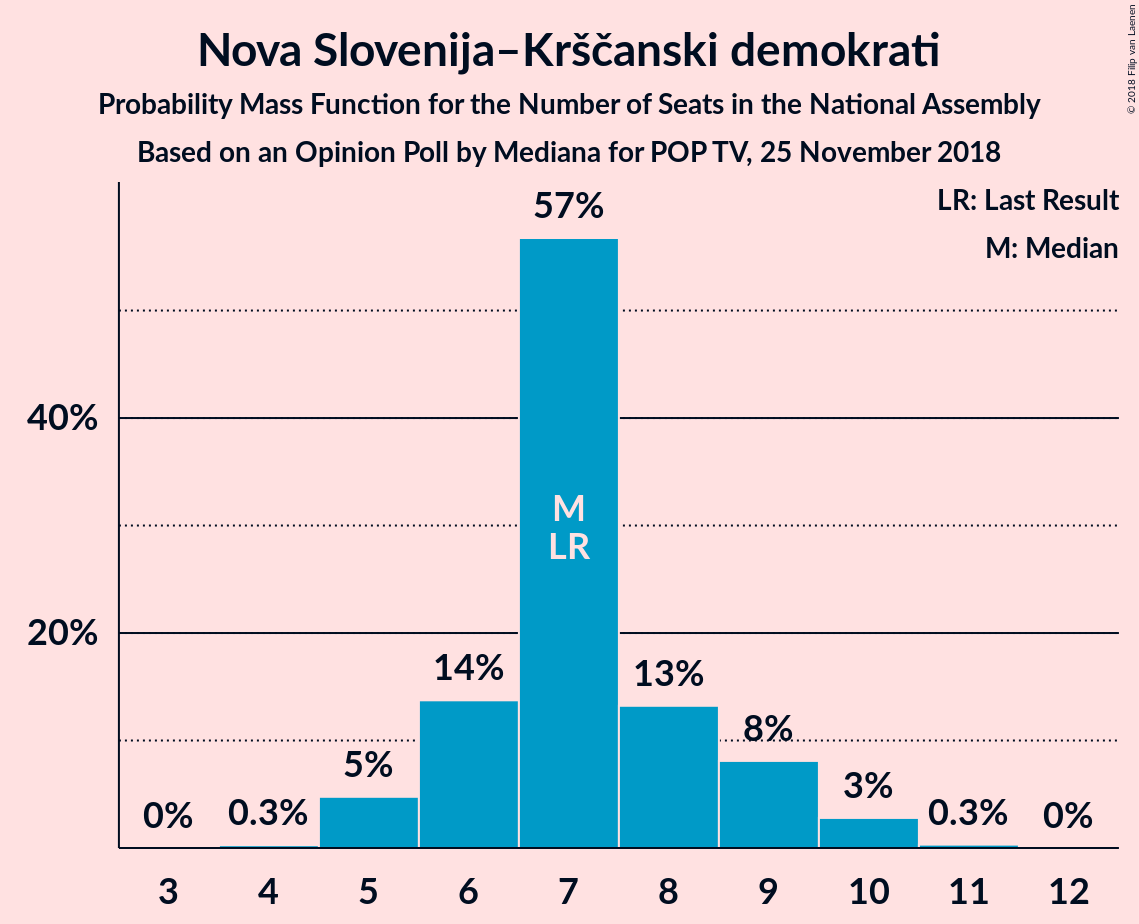 Nova Slovenija–Krščanski demokrati
Probability Mass Function for the Number of Seats in the National Assembly
Based on an Opinion Poll by Mediana for POP TV, 25 November 2018
© 2018 Filip van Laenen
LR: Last Result
M: Median
57%
40%
M
LR
20%
14%
13%
8%
5%
3%
0%
0.3%
0.3%
0%
3 4 5 6 7 8 9 10 11 12